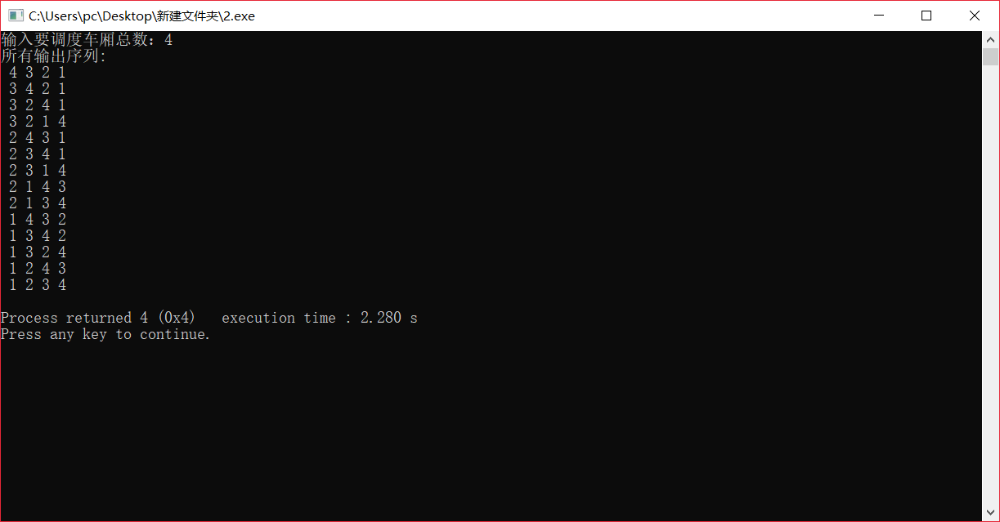 C:\Users\pc\Desktop\新建文件夹\2.exe
输入要调度车厢总数：4
所有输出序列:
4 3 2 1
3 4 2 1
3 2 4 1
3 2 1 4
2 4 3 1
2 3 4 1
2 3 1 4
2 1 4 3
2 1 3 4
1 4 3 2
1 3 4 2
1 3 2 4
1 2 4 3
1 2 3 4
Process returned 4 (0x4)   execution time : 2.280 s
Press any key to continue.